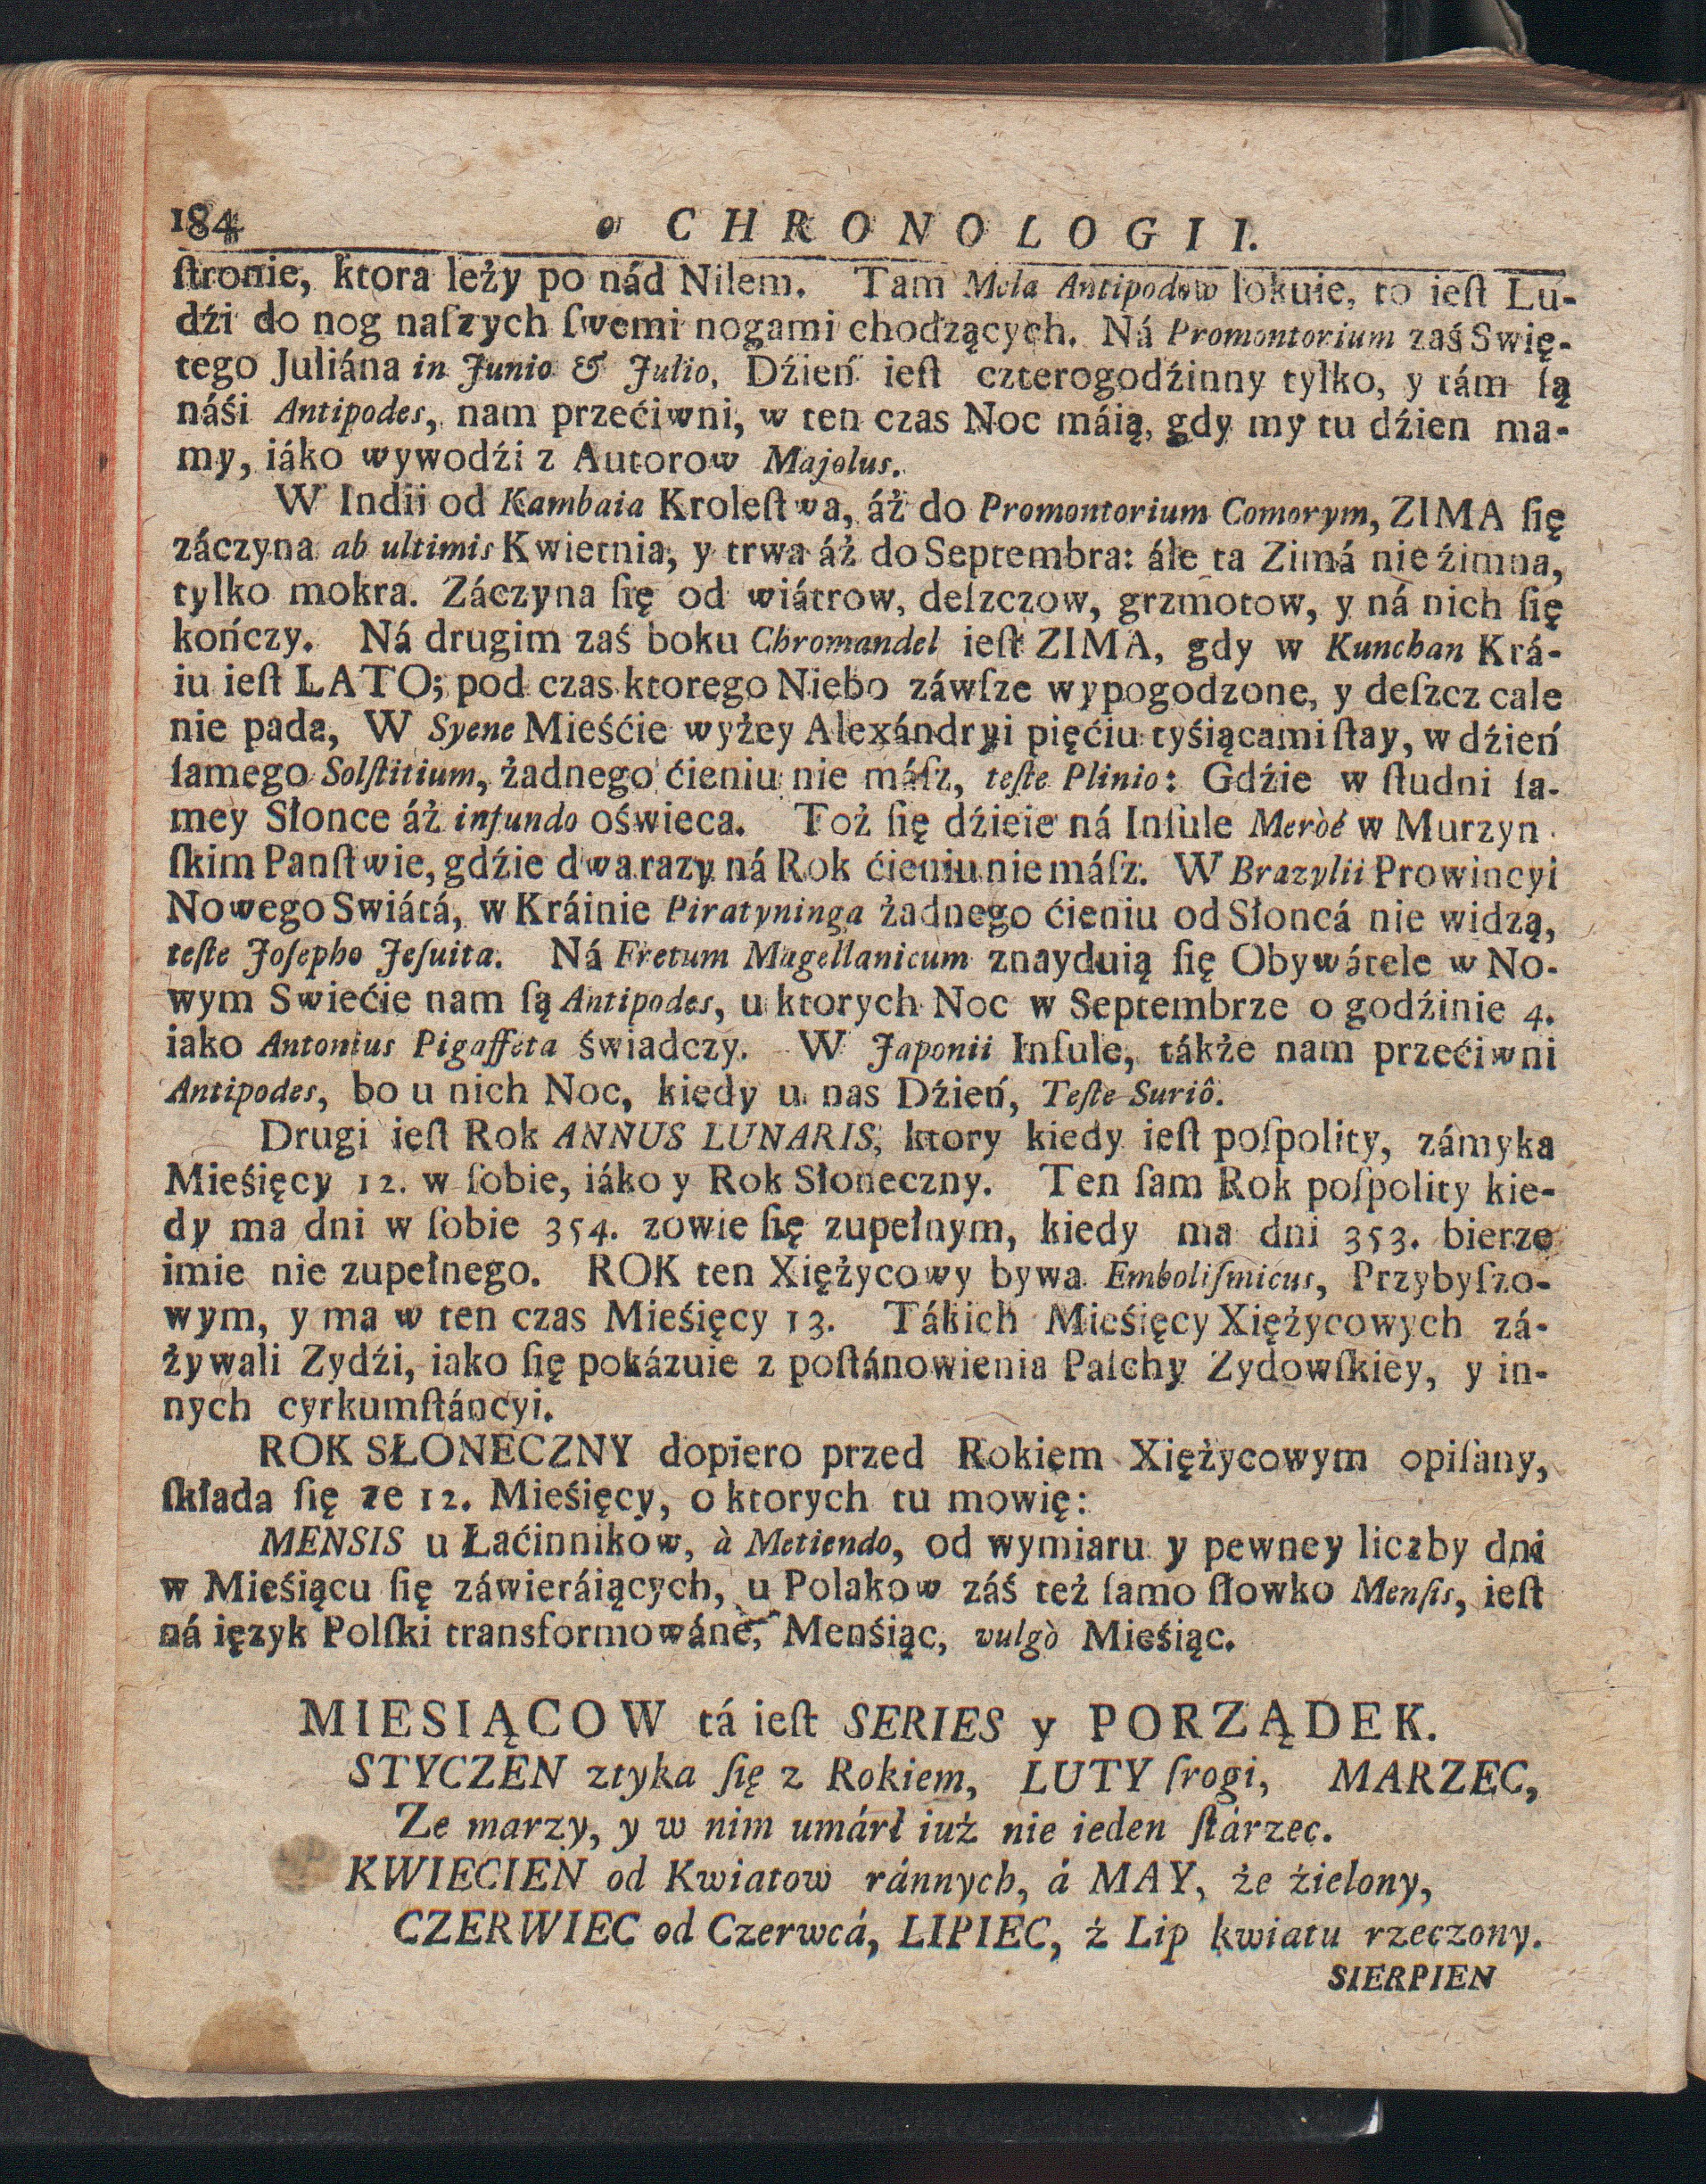 184 o CHRONOLOGII.
ſtronie, ktora leży po nád Nilem. Tam Mela Antipodow lokuie, to ieſt Lu-
dźi do nog naſzych ſwemi nogami chodzących. Ná Promontorium zaś Swię-
tego Juliána in Junio & Julio, Dźień ieſt czterogodźinny tylko, y tám ſą
náśi Antipodes, nam przećiwni, w ten czas Noc máią, gdy my tu dźien ma-
my, iáko wywodźi z Autorow Majolus.
W Indii od Kambaia Kroleſtwa, áż do Promontorium Comorym, ZIMA ſię
záczyna ab ultimis Kwietnia, y trwa áż do Septembra: ále ta Zimá nie źimna,
tylko mokra. Záczyna ſię od wiátrow, deſzczow, grzmotow, y ná nich ſię
kończy. Ná drugim zaś boku Chromandel ieſt ZIMA, gdy w Kunchan Krá-
iu ieſt LATO; pod czas ktorego Niebo záwſze wypogodzone, y deſzcz cale
nie pada, W Syene Mieśćie wyżey Alexándryi pięćiu tyśiącami ſtay, w dźień
ſamego Solſtitium, żadnego ćieniu nie máſz, teſte Plinio: Gdźie w ſtudni ſa-
mey Słonce áż infundo oświeca. Toż ſię dźieie ná Inſule Meròé w Murzyn-
ſkim Panſtwie, gdźie dwa razy ná Rok ćieniu nie máſz. W Brazylii Prowincyi
Nowego Swiátá, w Kráinie Piratyninga żadnego ćieniu od Słoncá nie widzą,
teſte Joſepho Jeſuita. Ná Fretum Magellanicum znayduią ſię Obywátele w No-
wym Swiećie nam ſą Antipodes, u ktorych Noc w Septembrze o godźinie 4.
iako Antonius Pigaffeta świadczy. W Japonii Inſule, tákże nam przećiwni
Antipodes, bo u nich Noc, kiedy u nas Dźień, Teſte Suriô.
Drugi ieſt Rok ANNUS LUNARIS, ktory kiedy ieſt poſpolity, zámyka
Mieśięcy 12. w ſobie, iáko y Rok Słoneczny. Ten ſam Rok poſpolity kie-
dy ma dni w ſobie 354. zowie ſię zupełnym, kiedy ma dni 353. bierze
imie nie zupełnego. ROK ten Xiężycowy bywa Emboliſmicus, Przybyſzo-
wym, y ma w ten czas Mieśięcy 13. Tákich Mieśięcy Xiężycowych zá-
żywali Zydźi, iako ſię pokázuie z poſtánowienia Paſchy Zydowſkiey, y in-
nych cyrkumſtáncyi.
ROK SŁONECZNY dopiero przed Rokiem Xiężycowym opiſany,
ſkłada ſię ze 12. Mieśięcy, o ktorych tu mowię:
MENSIS u Łaćinnikow, à Metiendo, od wymiaru y pewney liczby dni
w Mieśiącu ſię záwieráiących, u Polakow záś też ſamo ſłowko Menſis, ieſt
ná ięzyk Polſki transformowáne, Menśiąc, vulgò Mieśiąc.
MIESIĄCOW tá ieſt SERIES y PORZĄDEK.
STYCZEN ztyka ſię z Rokiem, LUTY ſrogi, MARZEC,
Ze marzy, y w nim umárł iuż nie ieden ſtárzec.
KWIECIEN od Kwiatow ránnych, á MAY, że żielony,
CZERWIEC od Czerwcá, LIPIEC, ż Lip kwiatu rzeczony.
SIERPIEN